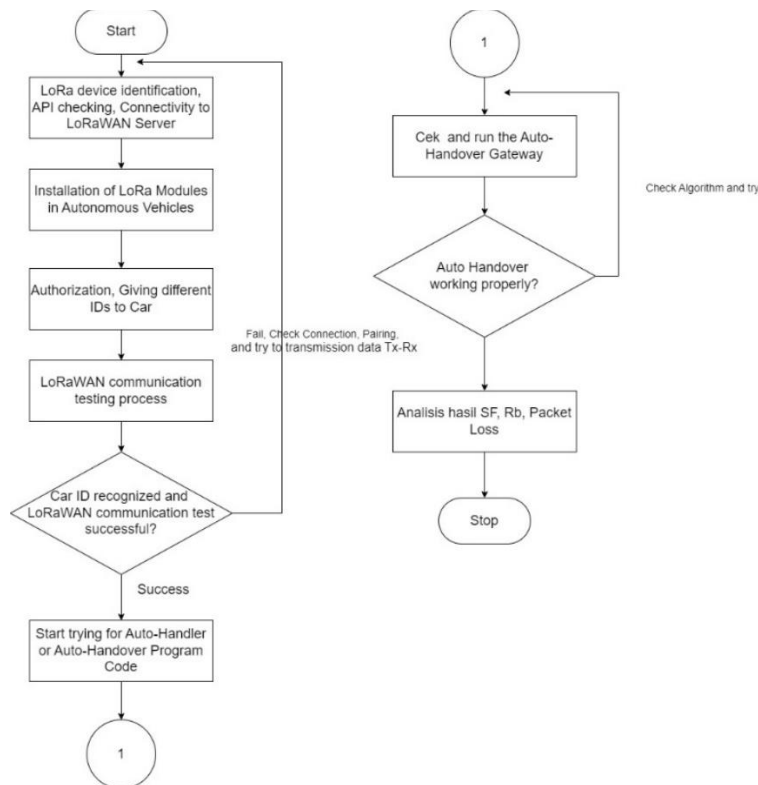 Start
LoRa device identification,
API checking, Connectivity to
LoRaWAN Server
Installation of LoRa Modules
in Autonomous Vehicles
Authorization, Giving different
IDs to Car
Fail, Check Connection, Pairing,
and try to transmission data Tx-Rx
LoRaWAN communication
testing process
Car ID recognized and
LoRaWAN communication test
successful?
Success
Start trying for Auto-Handler
or Auto-Handover Program
Code
1
1
Cek and run the Auto-
Handover Gateway
Check Algorithm and try
Auto Handover
working properly?
Analisis hasil SF, Rb, Packet
Loss
Stop